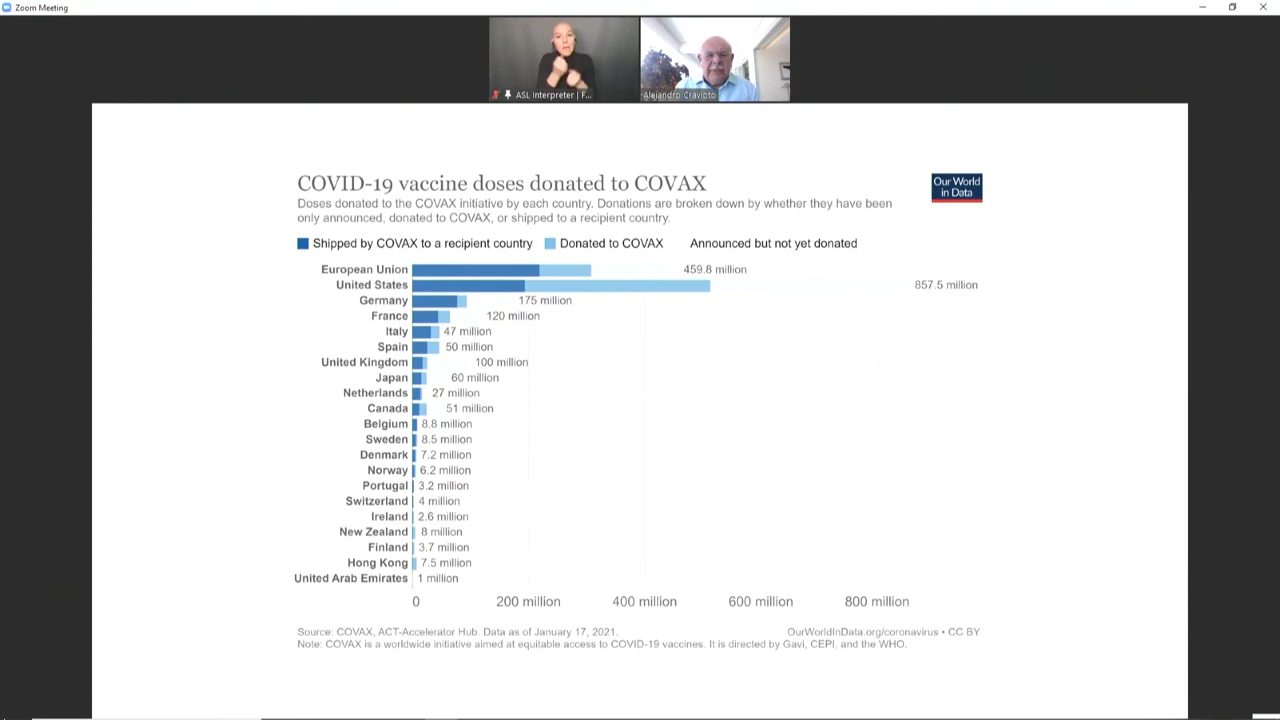 Zoom Meeting
ASL Interpreter | F...
Alejandro Cravioto
COVID-19 vaccine doses donated to COVAX
Our World
in Data
Doses donated to the COVAX initiative by each country. Donations are broken down by whether they have been
only announced, donated to COVAX, or shipped to a recipient country.
Shipped by COVAX to a recipient country Donated to COVAX Announced but not yet donated
European Union 459.8 million
United States 857.5 million
Germany 175 million
France 120 million
Italy 47 million
Spain 50 million
United Kingdom 100 million
Japan 60 million
Netherlands 27 million
Canada 51 million
Belgium 8.8 million
Sweden 8.5 million
Denmark 7.2 million
Norway 6.2 million
Portugal 3.2 million
Switzerland 4 million
Ireland 2.6 million
New Zealand 8 million
Finland 3.7 million
Hong Kong 7.5 million
United Arab Emirates 1 million
0 200 million 400 million 600 million 800 million
Source: COVAX, ACT-Accelerator Hub. Data as of January 17, 2021. OurWorldInData.org/coronavirus • CC BY
Note: COVAX is a worldwide initiative aimed at equitable access to COVID-19 vaccines. It is directed by Gavi, CEPI, and the WHO.